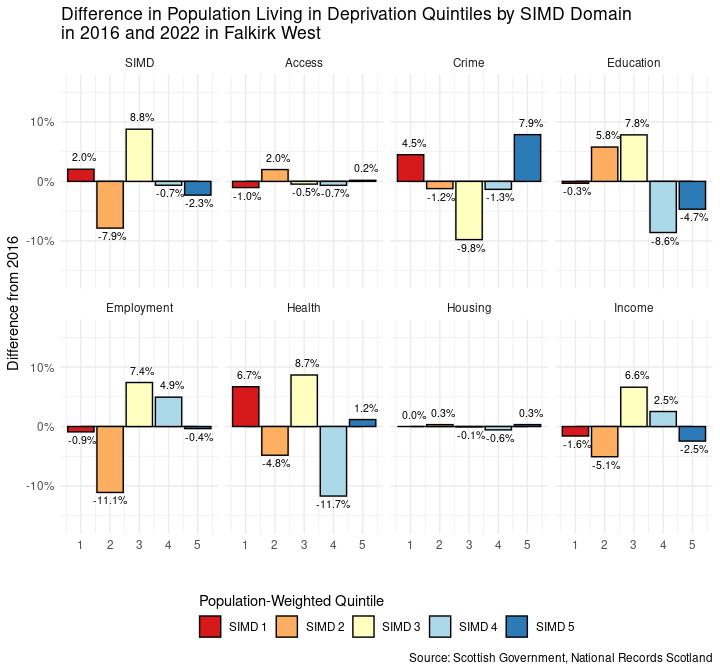 Difference in Population Living in Deprivation Quintiles by SIMD Domain
in 2016 and 2022 in Falkirk West
Difference from 2016
SIMD Access Crime Education
10%
0%
-10%
2.0% -7.9% 8.8% -0.7% -2.3%
-1.0% 2.0% -0.5% -0.7% 0.2%
4.5% -1.2% -9.8% -1.3% 7.9%
-0.3% 5.8% 7.8% -8.6% -4.7%
Employment Health Housing Income
10%
0%
-10%
-0.9% -11.1% 7.4% 4.9% -0.4%
6.7% -4.8% 8.7% -11.7% 1.2%
0.0% 0.3% -0.1% -0.6% 0.3%
-1.6% -5.1% 6.6% 2.5% -2.5%
1 2 3 4 5 1 2 3 4 5 1 2 3 4 5 1 2 3 4 5
Population-Weighted Quintile
SIMD 1 SIMD 2 SIMD 3 SIMD 4 SIMD 5
Source: Scottish Government, National Records Scotland